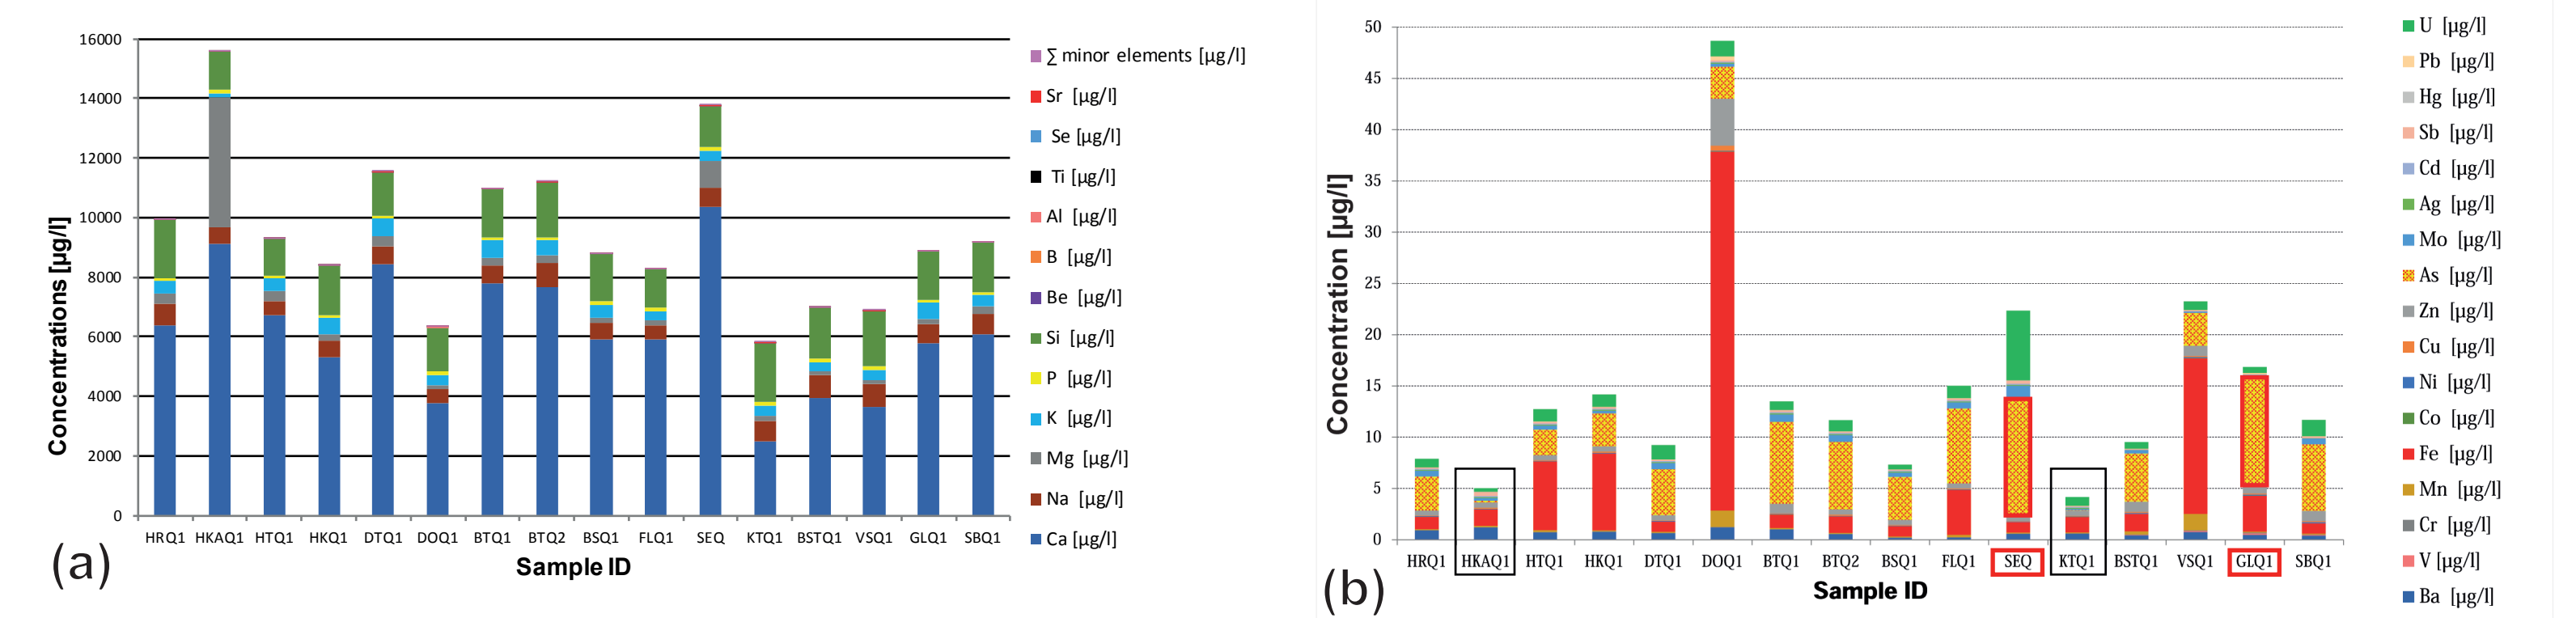 16000
14000
12000
10000
8000
6000
4000
2000
0
Concentrations [µg/l]
HRQ1 HKAQ1 HTQ1 HKQ1 DTQ1 DOQ1 BTQ1 BTQ2 BSQ1 FLQ1 SEQ KTQ1 BSTQ1 VSQ1 GLQ1 SBQ1
Sample ID
(a)
∑ minor elements [µg/l]
Sr [µg/l]
Se [µg/l]
Ti [µg/l]
Al [µg/l]
B [µg/l]
Be [µg/l]
Si [µg/l]
P [µg/l]
K [µg/l]
Mg [µg/l]
Na [µg/l]
Ca [µg/l]
50
45
40
35
30
25
20
15
10
5
0
Concentration [µg/l]
HRQ1 HKAQ1 HTQ1 HKQ1 DTQ1 DOQ1 BTQ1 BTQ2 BSQ1 FLQ1 SEQ KTQ1 BSTQ1 VSQ1 GLQ1 SBQ1
Sample ID
(b)
U [µg/l]
Pb [µg/l]
Hg [µg/l]
Sb [µg/l]
Cd [µg/l]
Ag [µg/l]
Mo [µg/l]
As [µg/l]
Zn [µg/l]
Cu [µg/l]
Ni [µg/l]
Co [µg/l]
Fe [µg/l]
Mn [µg/l]
Cr [µg/l]
V [µg/l]
Ba [µg/l]